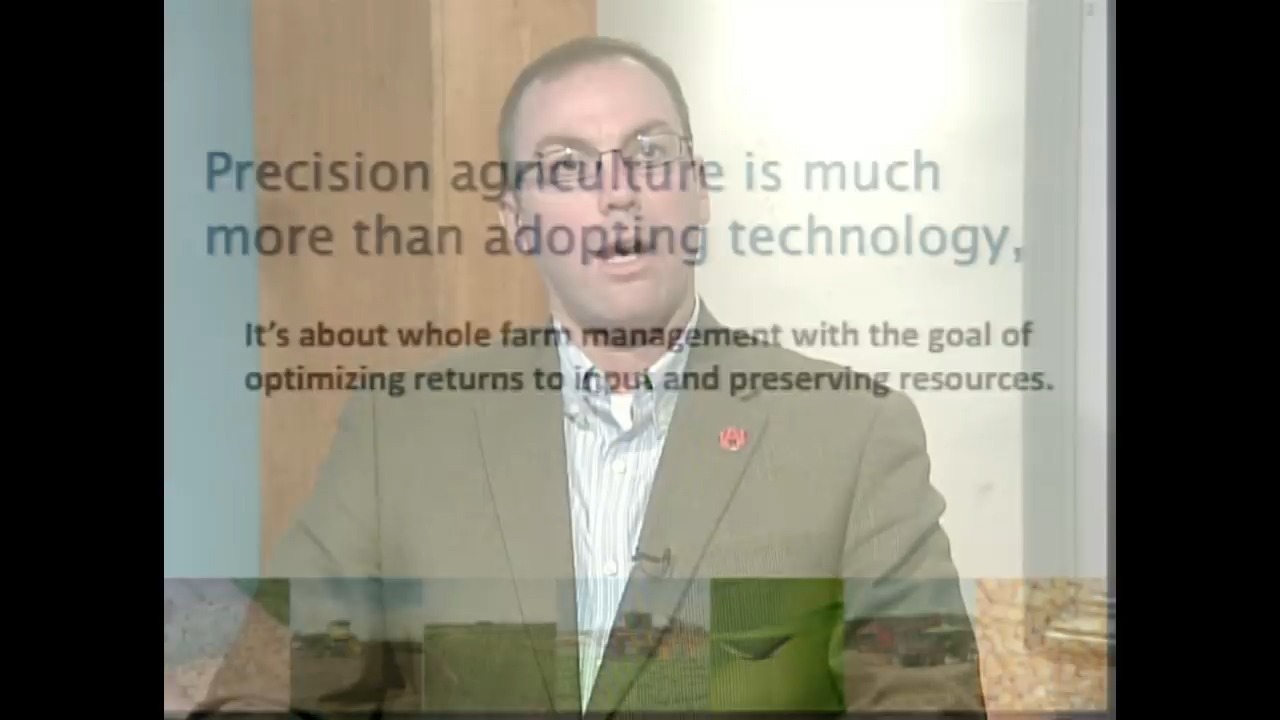 Precision agriculture is much
more than adopting technology,
It's about whole farm management with the goal of
optimizing returns to input and preserving resources.